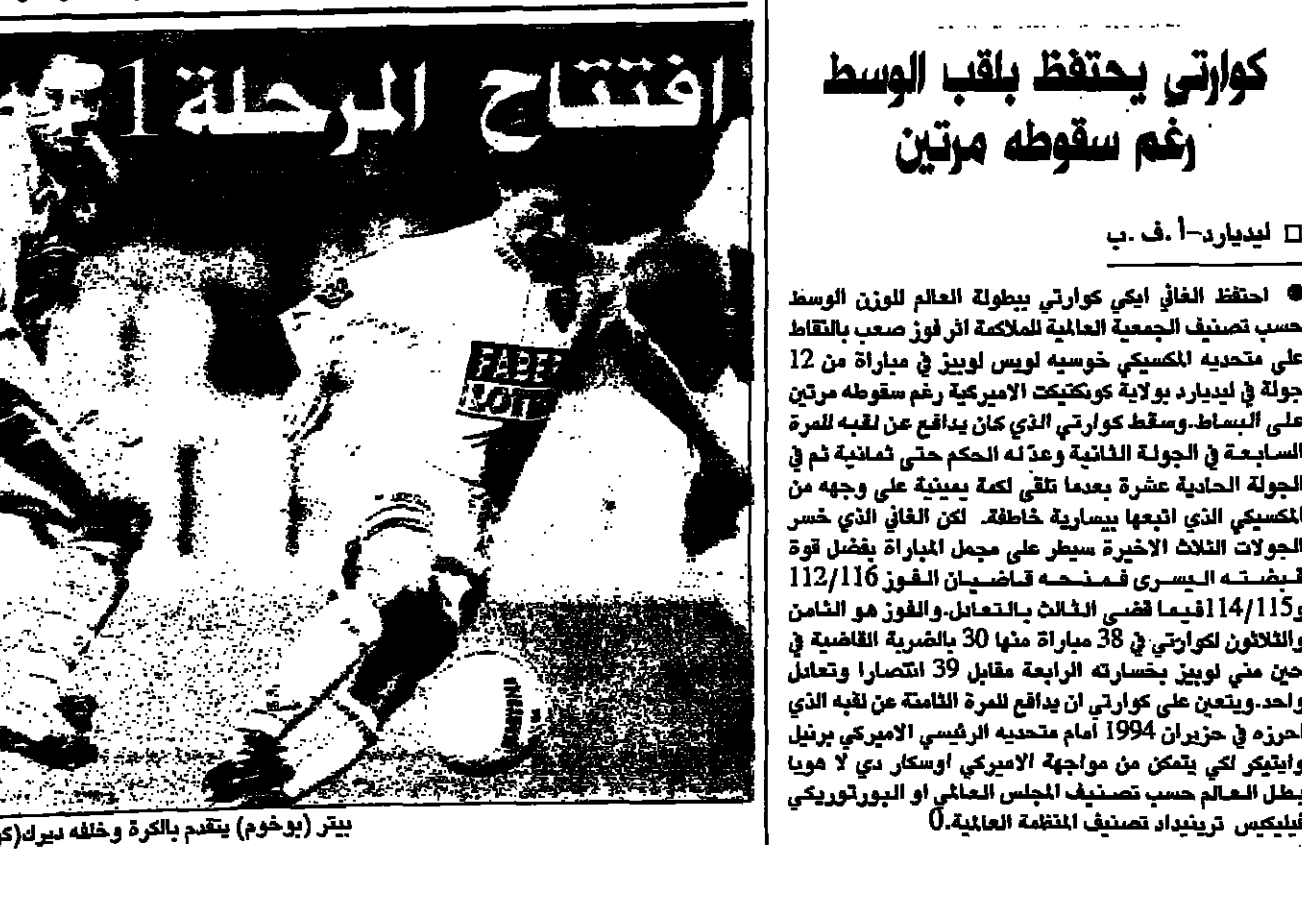 كوارتي يحتفظ بلقب الوسط
رغم سقوطه مرتين
□ ليديارد-أ.ف.ب
● احتفظ الغاني ايكي كوارتي ببطولة العالم للوزن الوسط
حسب تصنيف الجمعية العالمية للملاكمة اثر فوز صعب بالنقاط
على متحديه المكسيكي خوسيه لويس لوبيز في مباراة من 12
جولة في ليديارد بولاية كونكتيكت الاميركية رغم سقوطه مرتين
على البساط.وسقط كوارتي الذي كان يدافع عن لقبه للمرة
السابعة في الجولة الثانية وعدّ له الحكم حتى ثمانية ثم في
الجولة الحادية عشرة بعدما تلقى لكمة يمينية على وجهه من
المكسيكي الذي اتبعها بيسارية خاطفة. لكن الغاني الذي خسر
الجولات الثلاث الاخيرة سيطر على مجمل المباراة بفضل قوة
قبضته اليسرى فمنحه قاضيان الفوز 112/116
و114/115فيما قضى الثالث بالتعادل.والفوز هو الثامن
والثلاثون لكوارتي في 38 مباراة منها 30 بالضربة القاضية في
حين مني لوبيز بخسارته الرابعة مقابل 39 انتصارا وتعادل
واحد.ويتعين على كوارتي ان يدافع للمرة الثامنة عن لقبه الذي
احرزه في حزيران 1994 امام متحديه الرئيسي الاميركي برنيل
وايتيكر لكي يتمكن من مواجهة الاميركي اوسكار دي لا هويا
بطل العالم حسب تصنيف المجلس العالمي او البورتوريكي
فيليكيس ترينيداد تصنيف المنظمة العالمية.0
افتتاح المرحلة
FABER
LOTTO
بيتر (بوخوم) يتقدم بالكرة وخلفه ديرك